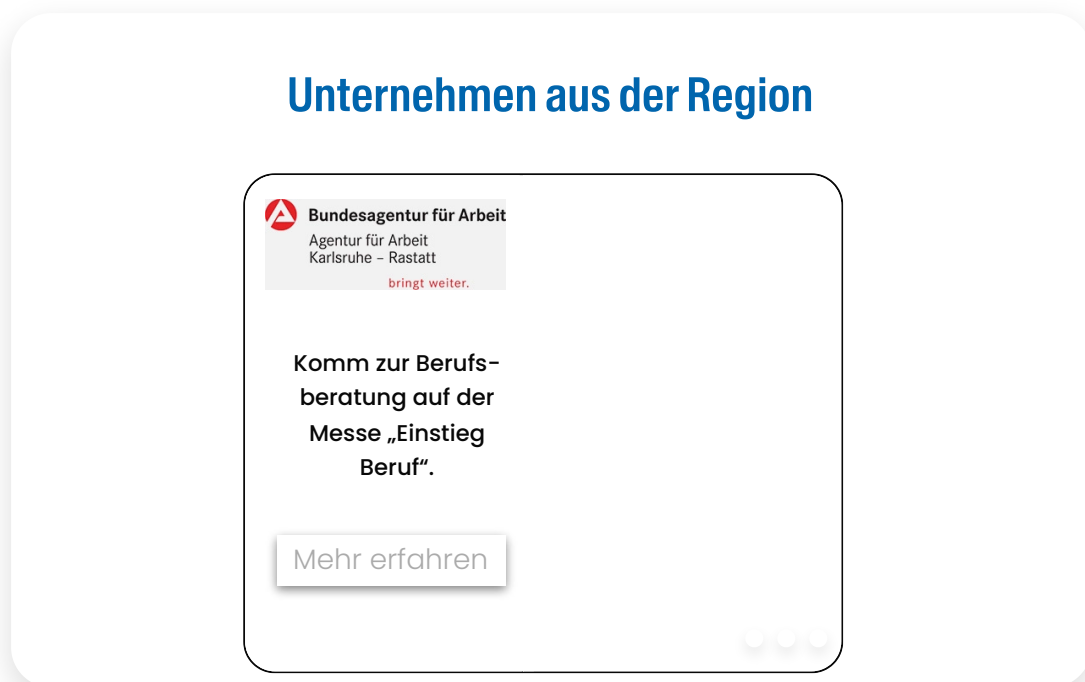 Unternehmen aus der Region
Bundesagentur für Arbeit
Agentur für Arbeit
Karlsruhe – Rastatt
bringt weiter.
Komm zur Berufs-
beratung auf der
Messe „Einstieg
Beruf“.
Mehr erfahren